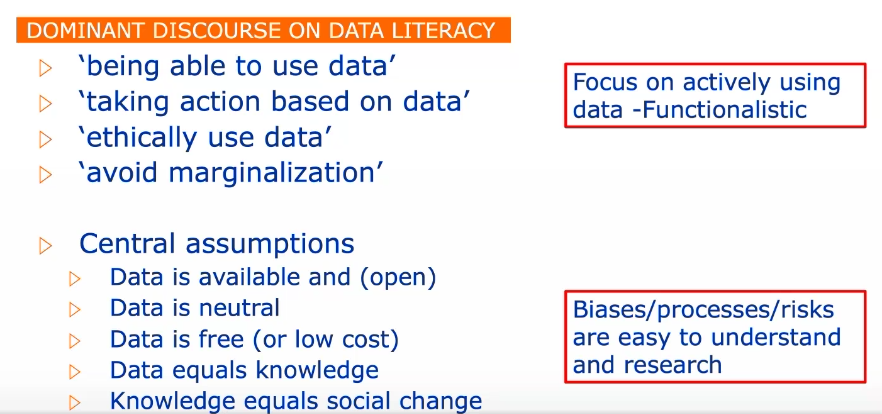 DOMINANT DISCOURSE ON DATA LITERACY
‘being able to use data’
‘taking action based on data’
‘ethically use data’
‘avoid marginalization’
Focus on actively using
data -Functionalistic
Central assumptions
Data is available and (open)
Data is neutral
Data is free (or low cost)
Data equals knowledge
Knowledge equals social change
Biases/processes/risks
are easy to understand
and research